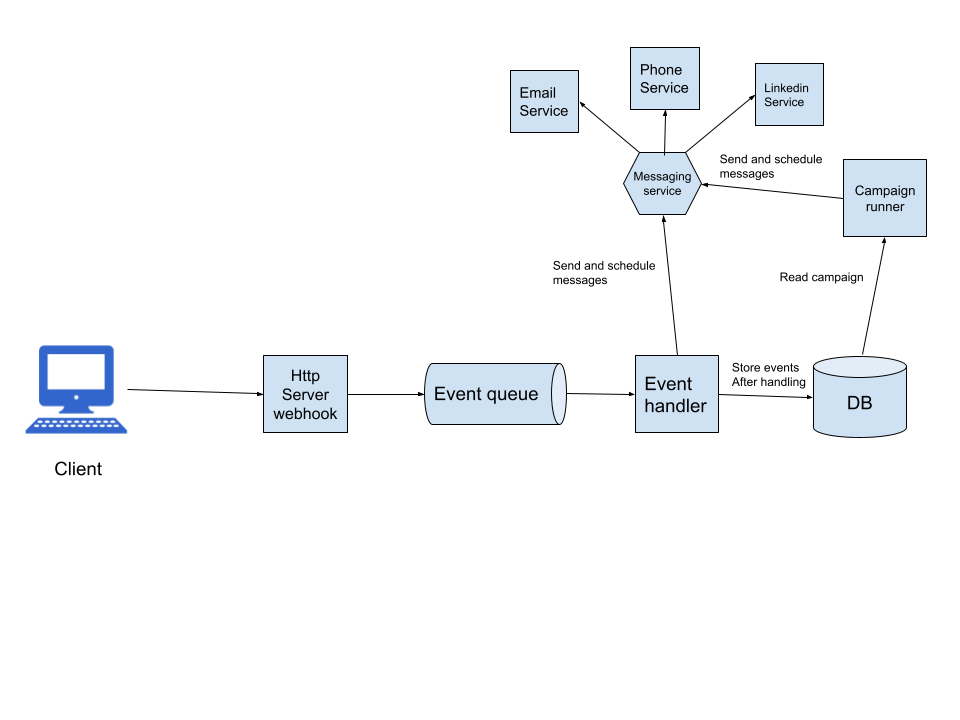 Phone
Service
Email
Service
Linkedin
Service
Messaging
service
Send and schedule
messages
Campaign
runner
Send and schedule
messages
Read campaign
Http
Server
webhook
Event queue
Event
handler
Store events
After handling
DB
Client